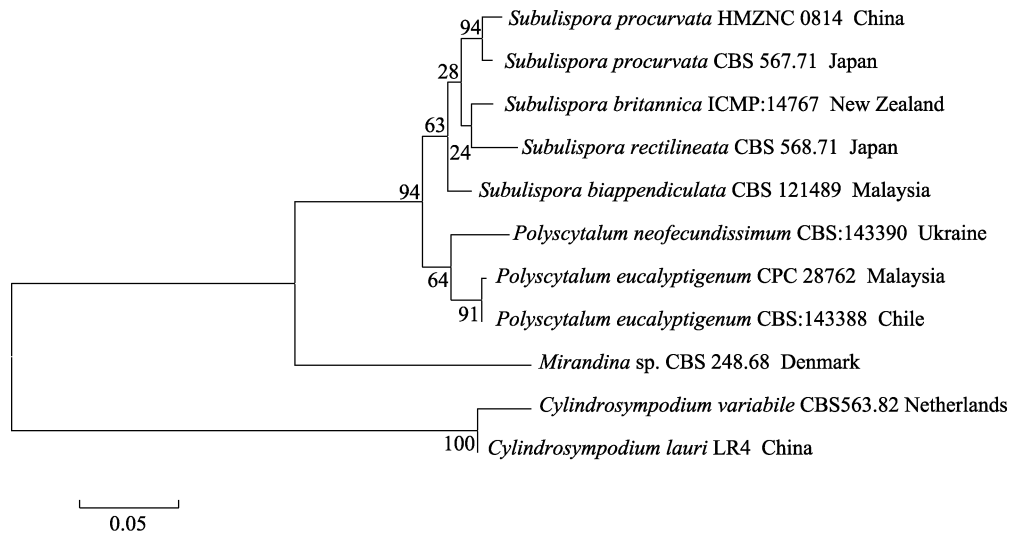 94 Subulispora procurvata HMZNC 0814 China
Subulispora procurvata CBS 567.71 Japan
28
Subulispora britannica ICMP:14767 New Zealand
63
24 Subulispora rectilineata CBS 568.71 Japan
94 Subulispora biappendiculata CBS 121489 Malaysia
Polyscytalum neofecundissimum CBS:143390 Ukraine
64 Polyscytalum eucalyptigenum CPC 28762 Malaysia
91 Polyscytalum eucalyptigenum CBS:143388 Chile
Mirandina sp. CBS 248.68 Denmark
Cylindrosympodium variabile CBS563.82 Netherlands
100 Cylindrosympodium lauri LR4 China
0.05